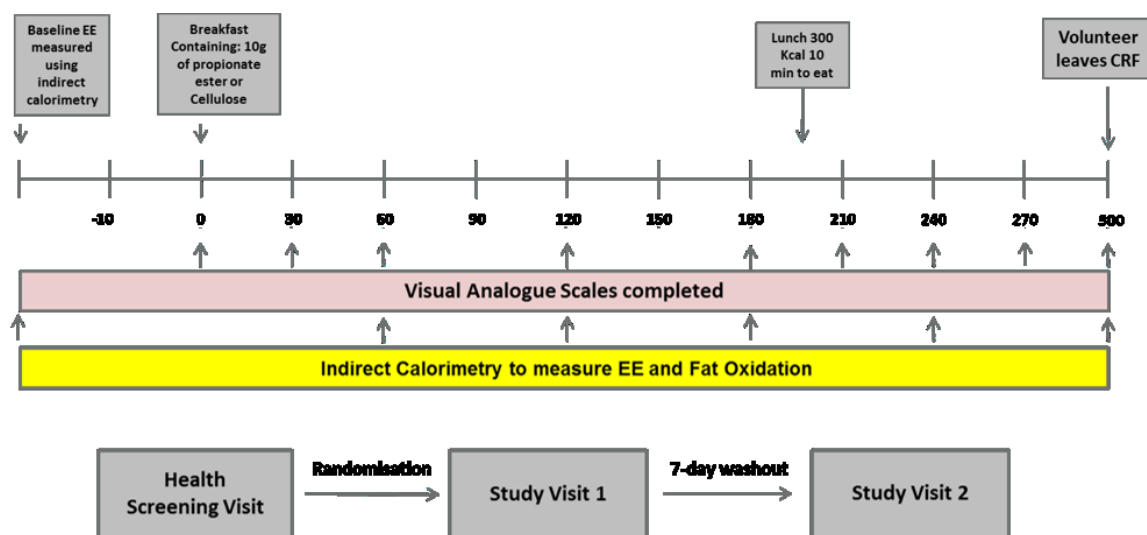 Baseline EE
measured
using
indirect
calorimetry
Breakfast
Containing: 10g
of propionate
ester or
Cellulose
Lunch 300
Kcal 10
min to eat
Volunteer
leaves CRF
-10 0 30 60 90 120 150 180 210 240 270 300
Visual Analogue Scales completed
Indirect Calorimetry to measure EE and Fat Oxidation
Health
Screening Visit
Randomisation
Study Visit 1
7-day washout
Study Visit 2